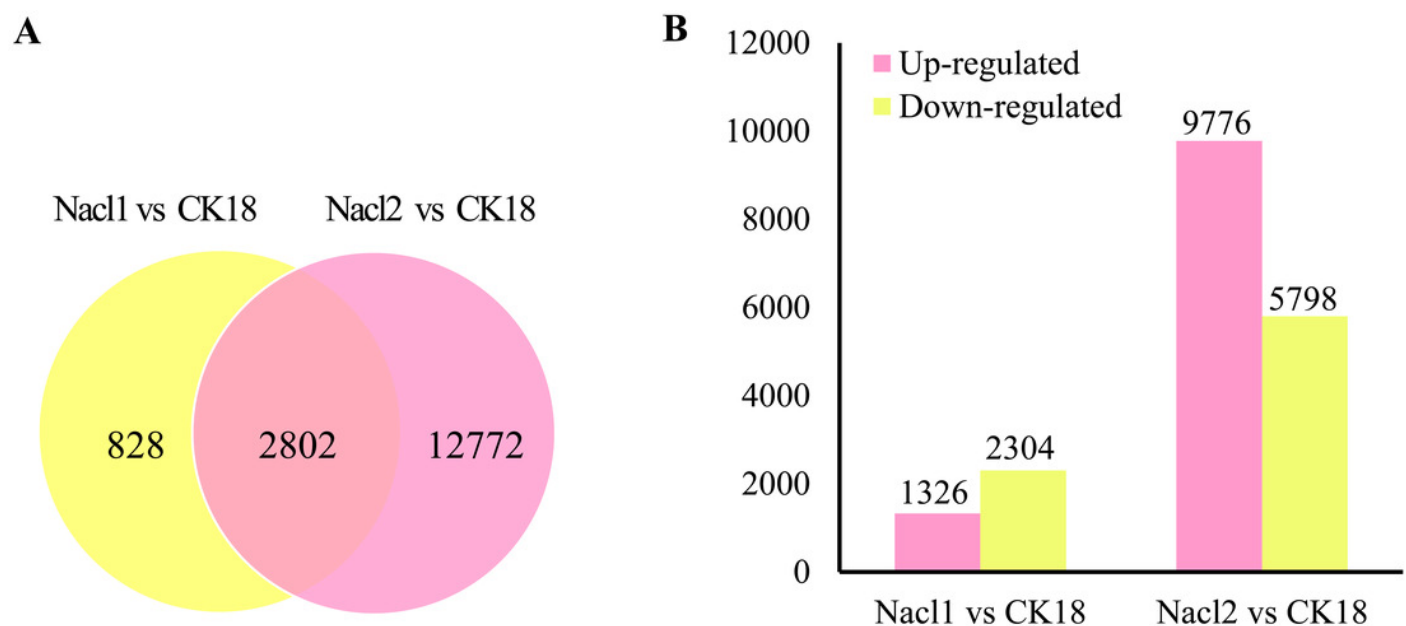 A
Nacl1 vs CK18
Nacl2 vs CK18
828
2802
12772
B
12000
10000
8000
6000
4000
2000
0
Up-regulated
Down-regulated
1326
2304
9776
5798
Nacl1 vs CK18
Nacl2 vs CK18